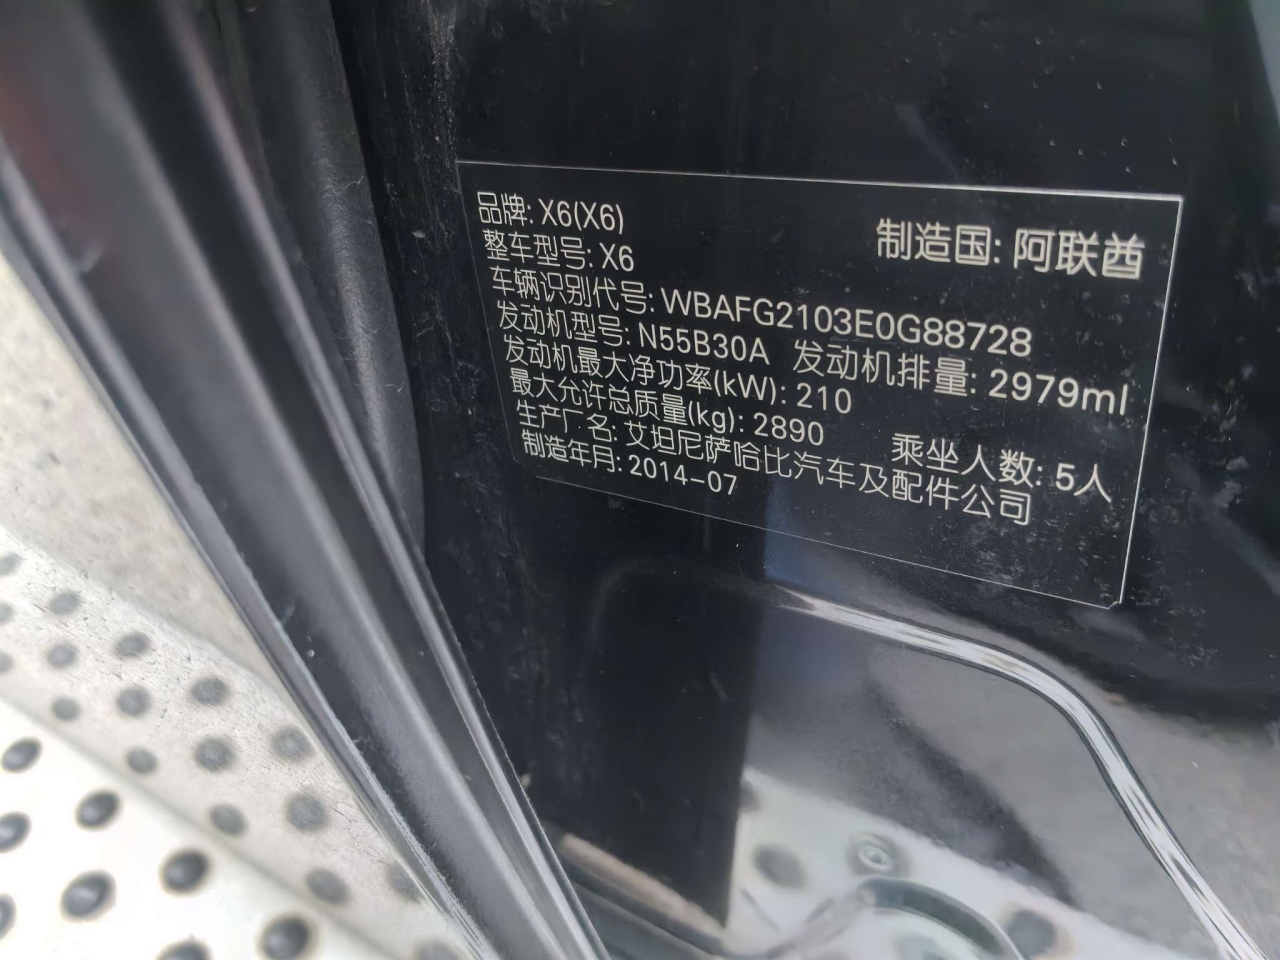 品牌: X6(X6)
制造国: 阿联酋
整车型号: X6
车辆识别代号: WBAFG2103E0G88728
发动机型号: N55B30A 发动机排量: 2979ml
发动机最大净功率(kW): 210
最大允许总质量(kg): 2890 乘坐人数: 5人
生产厂名: 艾坦尼萨哈比汽车及配件公司
制造年月: 2014-07